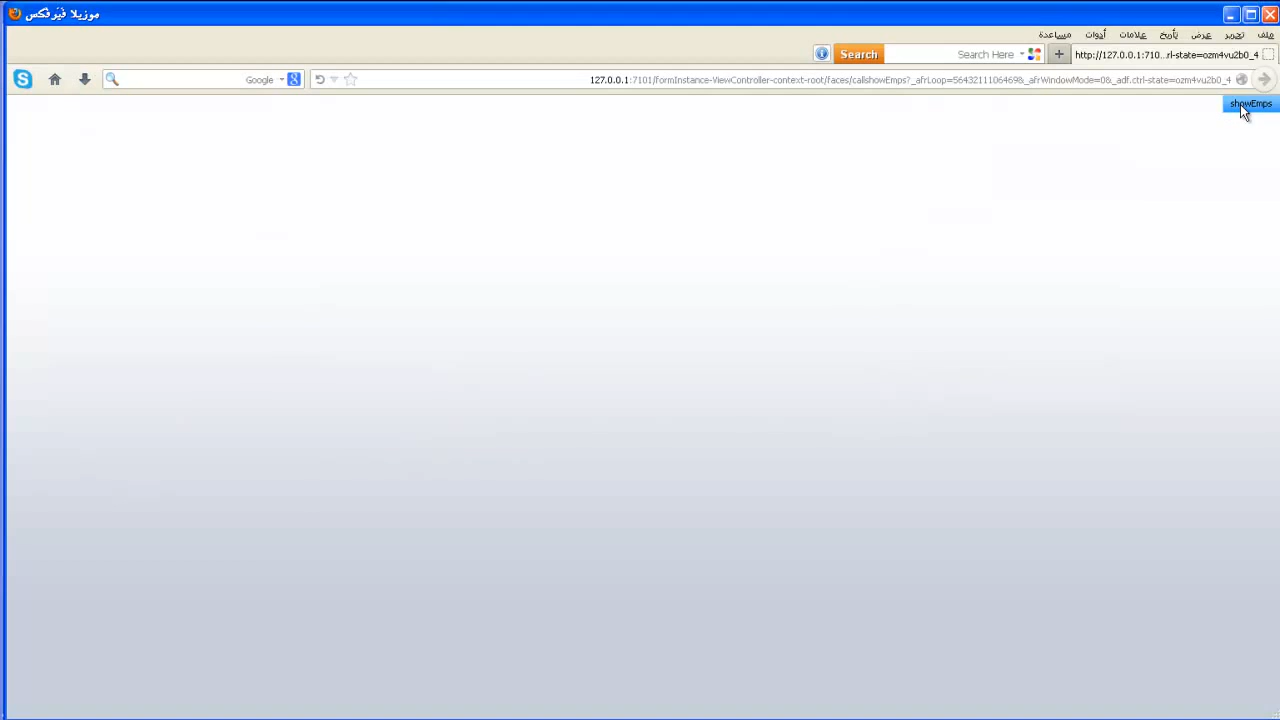 موزيلا فَيَرفُكس
ملف تحرير عرض تأريخ علامات أدوات مساعدة
http://127.0.0.1:710...rl-state=ozm4vu2b0_4 Search Here Search
127.0.0.1:7101/formInstance-ViewController-context-root/faces/callshowEmps?_afrLoop=56432111064469&_afrWindowMode=0&_adf.ctrl-state=ozm4vu2b0_4 Google
showEmps